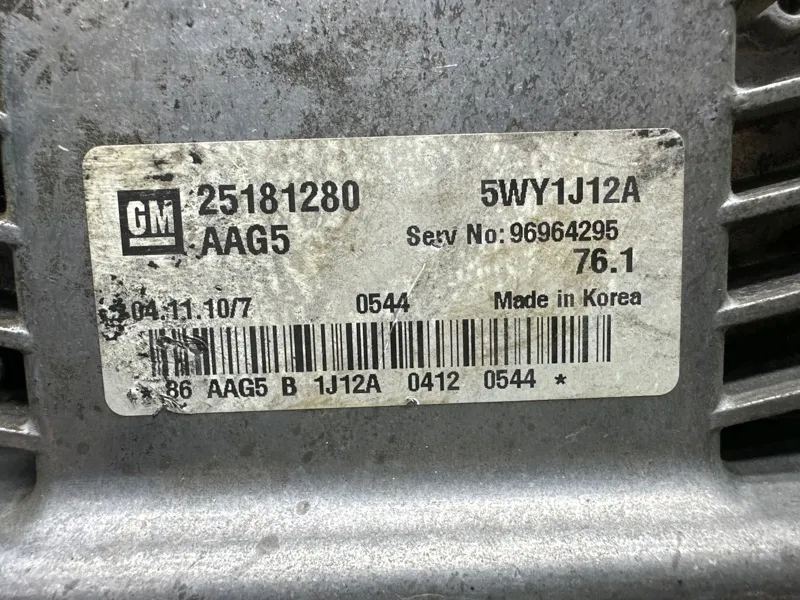 GM 25181280 5WY1J12A
AAG5 Serv No: 96964295
76.1
04.11.10/7 0544 Made in Korea
* 86 AAG5 B 1J12A 0412 0544 *